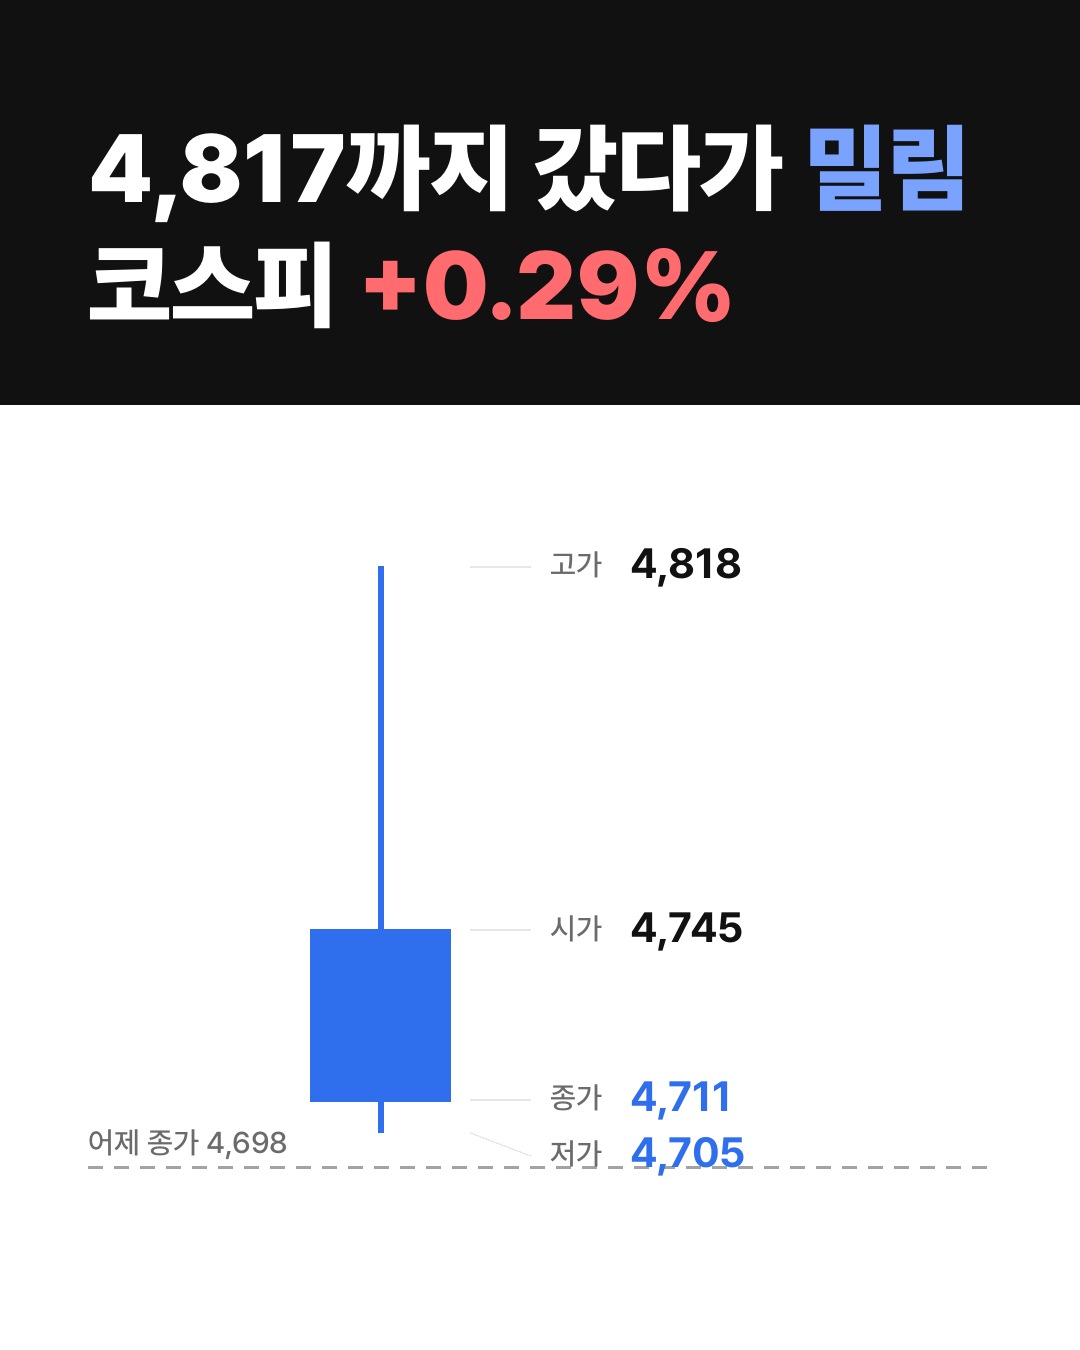 4,817까지 갔다가 밀림
코스피 +0.29%
고가 4,818
시가 4,745
종가 4,711
어제 종가 4,698
저가 4,705